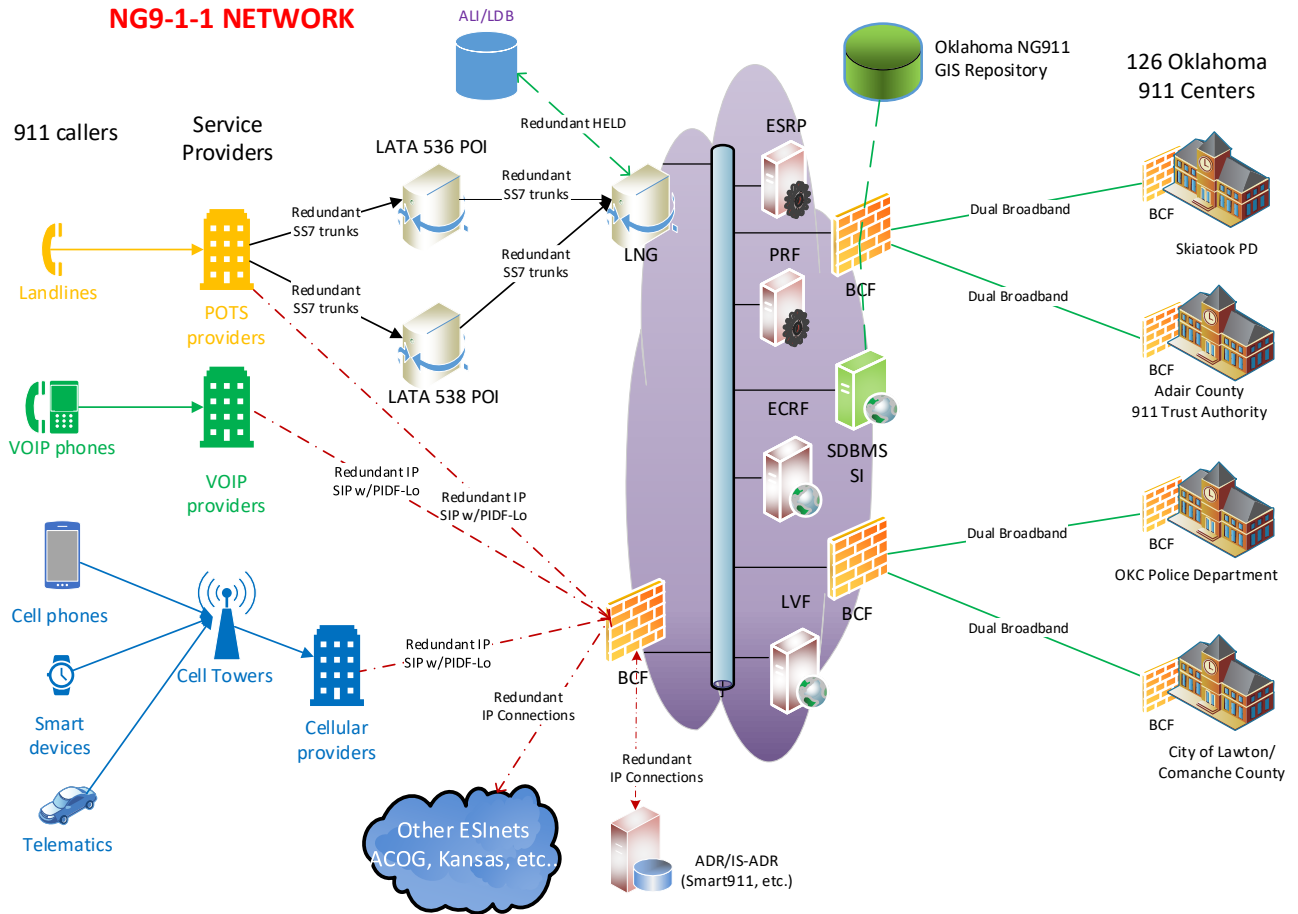 NG9-1-1 NETWORK
ALI/LDB
Oklahoma NG911
GIS Repository
126 Oklahoma
911 Centers
911 callers
Service
Providers
Redundant HELD
LATA 536 POI
Redundant
SS7 trunks
Redundant
SS7 trunks
Redundant
SS7 trunks
Redundant
SS7 trunks
LNG
ESRP
PRF
BCF
Dual Broadband
BCF
Skiatook PD
Dual Broadband
BCF
Adair County
911 Trust Authority
Landlines
POTS
providers
LATA 538 POI
ECRF
SDBMS
SI
VOIP phones
VOIP
providers
Redundant IP
SIP w/PIDF-Lo
Redundant IP
SIP w/PIDF-Lo
Dual Broadband
BCF
OKC Police Department
LVF
BCF
Dual Broadband
BCF
City of Lawton/
Comanche County
Cell phones
Cell Towers
Redundant IP
SIP w/PIDF-Lo
BCF
Smart
devices
Cellular
providers
Redundant
IP Connections
Redundant
IP Connections
Telematics
Other ESInets
ACOG, Kansas, etc..
ADR/IS-ADR
(Smart911, etc.)